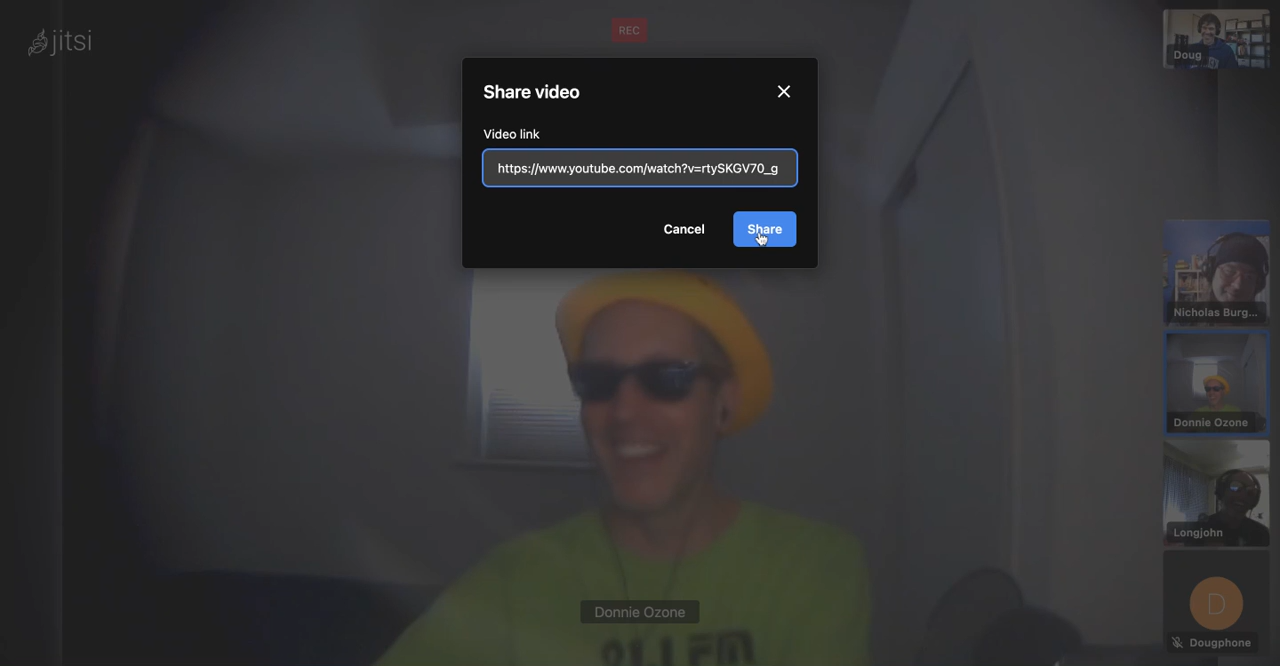 jitsi
REC
Doug
Share video
Video link
https://www.youtube.com/watch?v=rtySKGV70_g
Cancel
Share
Nicholas Burg...
Donnie Ozone
Longjohn
D
Dougphone
Donnie Ozone